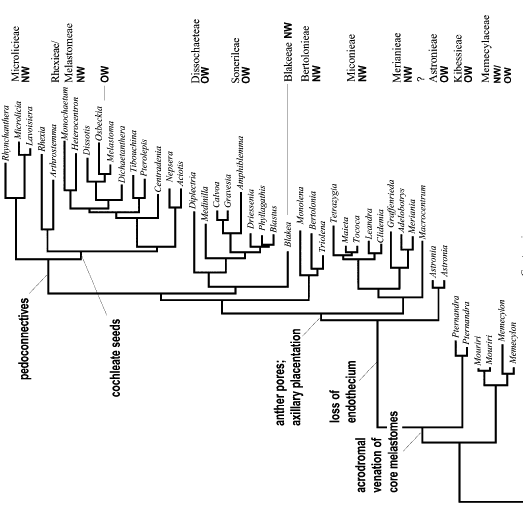 Microlicieae
NW
Rhexieae/
Melastomeae
NW
OW
Dissochaeteae
OW
Sonerileae
OW
Blakeeae NW
Bertolonieae
NW
Miconieae
NW
Merianieae
NW
?
Astronieae
OW
Kibessieae
OW
Memecylaceae
NW/
OW
Rhynchanthera
Microlicia
Lavoisiera
Rhexia
Arthrostemma
Monochaetum
Heterocentron
Dissotis
Osbeckia
Melastoma
Dichaetanthera
Tibouchina
Pterolepis
Centradenia
Nepsera
Aciotis
Diplectria
Medinilla
Calvoa
Gravesia
Amphiblemma
Driessenia
Phyllagathis
Blastus
Blakea
Monolena
Bertolonia
Triolena
Tetrazygia
Maieta
Tococa
Leandra
Clidemia
Graffenrieda
Adelobotrys
Meriania
Macrocentrum
Astronia
Astronia
Pternandra
Pternandra
Mouriri
Mouriri
Memecylon
Memecylon
pedoconnectives
cochleate seeds
anther pores;
axillary placentation
loss of
endothecium
acrodromal
venation of
core melastomes